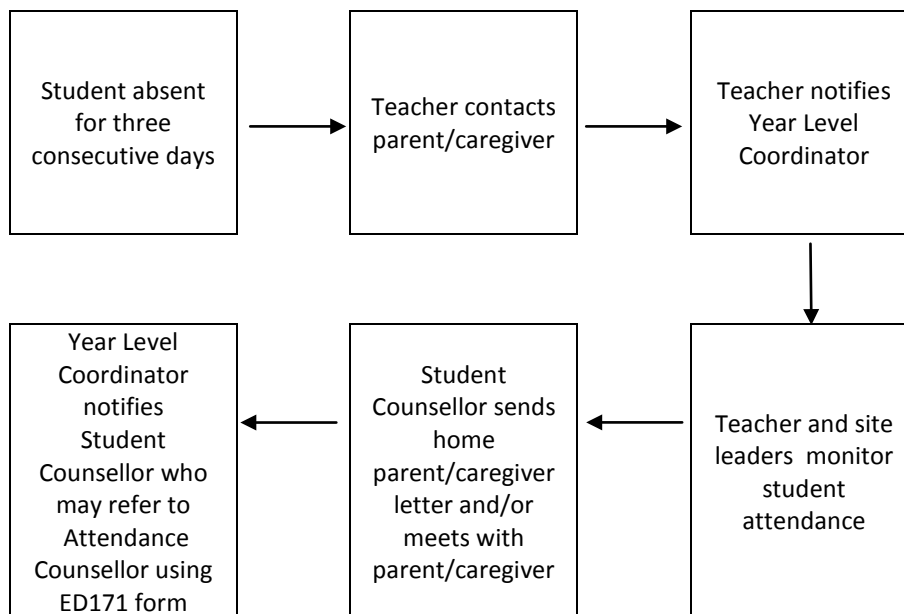 Student absent
for three
consecutive days
Teacher contacts
parent/caregiver
Teacher notifies
Year Level
Coordinator
Teacher and site
leaders  monitor
student
attendance
Student
Counsellor sends
home
parent/caregiver
letter and/or
meets with
parent/caregiver
Year Level
Coordinator
notifies
Student
Counsellor who
may refer to
Attendance
Counsellor using
ED171 form